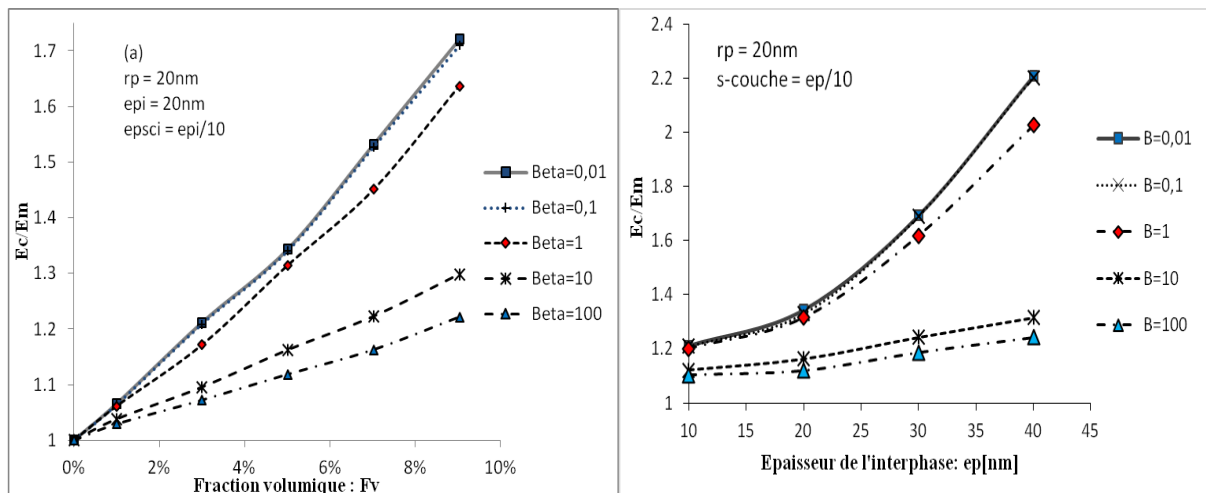 (a)
rp = 20nm
epi = 20nm
epsci = epi/10
Ec/Em
1.7
1.6
1.5
1.4
1.3
1.2
1.1
1
0%
2%
4%
6%
8%
10%
Fraction volumique : Fv
Beta=0,01
Beta=0,1
Beta=1
Beta=10
Beta=100
rp = 20nm
s-couche = ep/10
Ec/Em
2.4
2.2
2
1.8
1.6
1.4
1.2
1
10
15
20
25
30
35
40
45
Epaisseur de l'interphase: ep[nm]
B=0,01
B=0,1
B=1
B=10
B=100